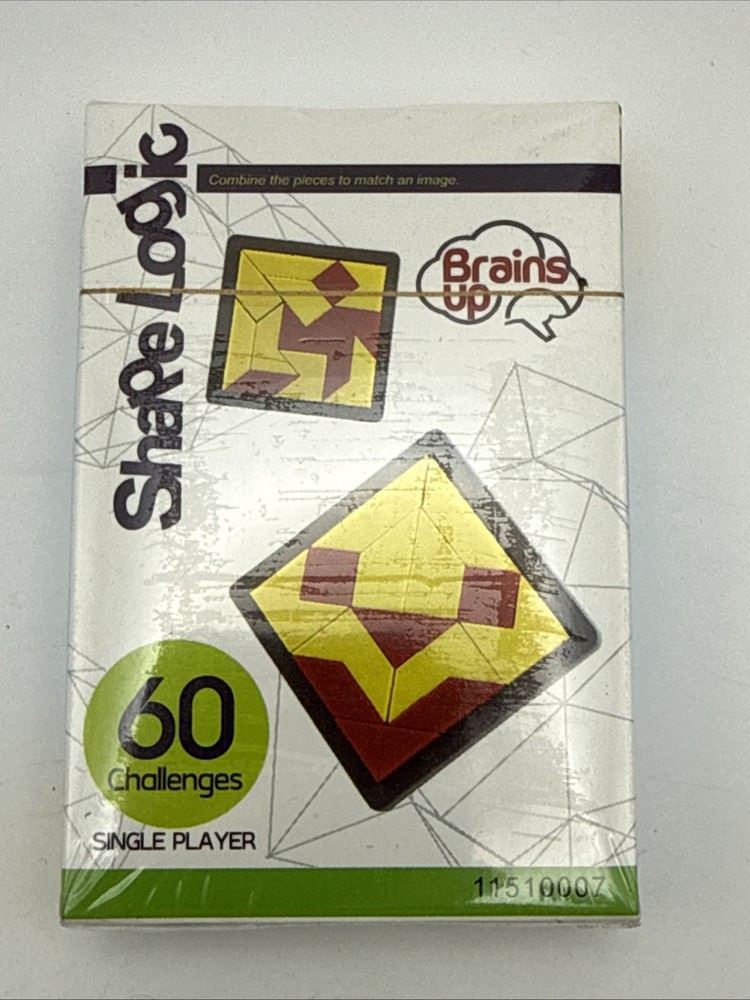 Shape Logic
Combine the pieces to match an image.
Brains
up
60
Challenges
SINGLE PLAYER
11510007